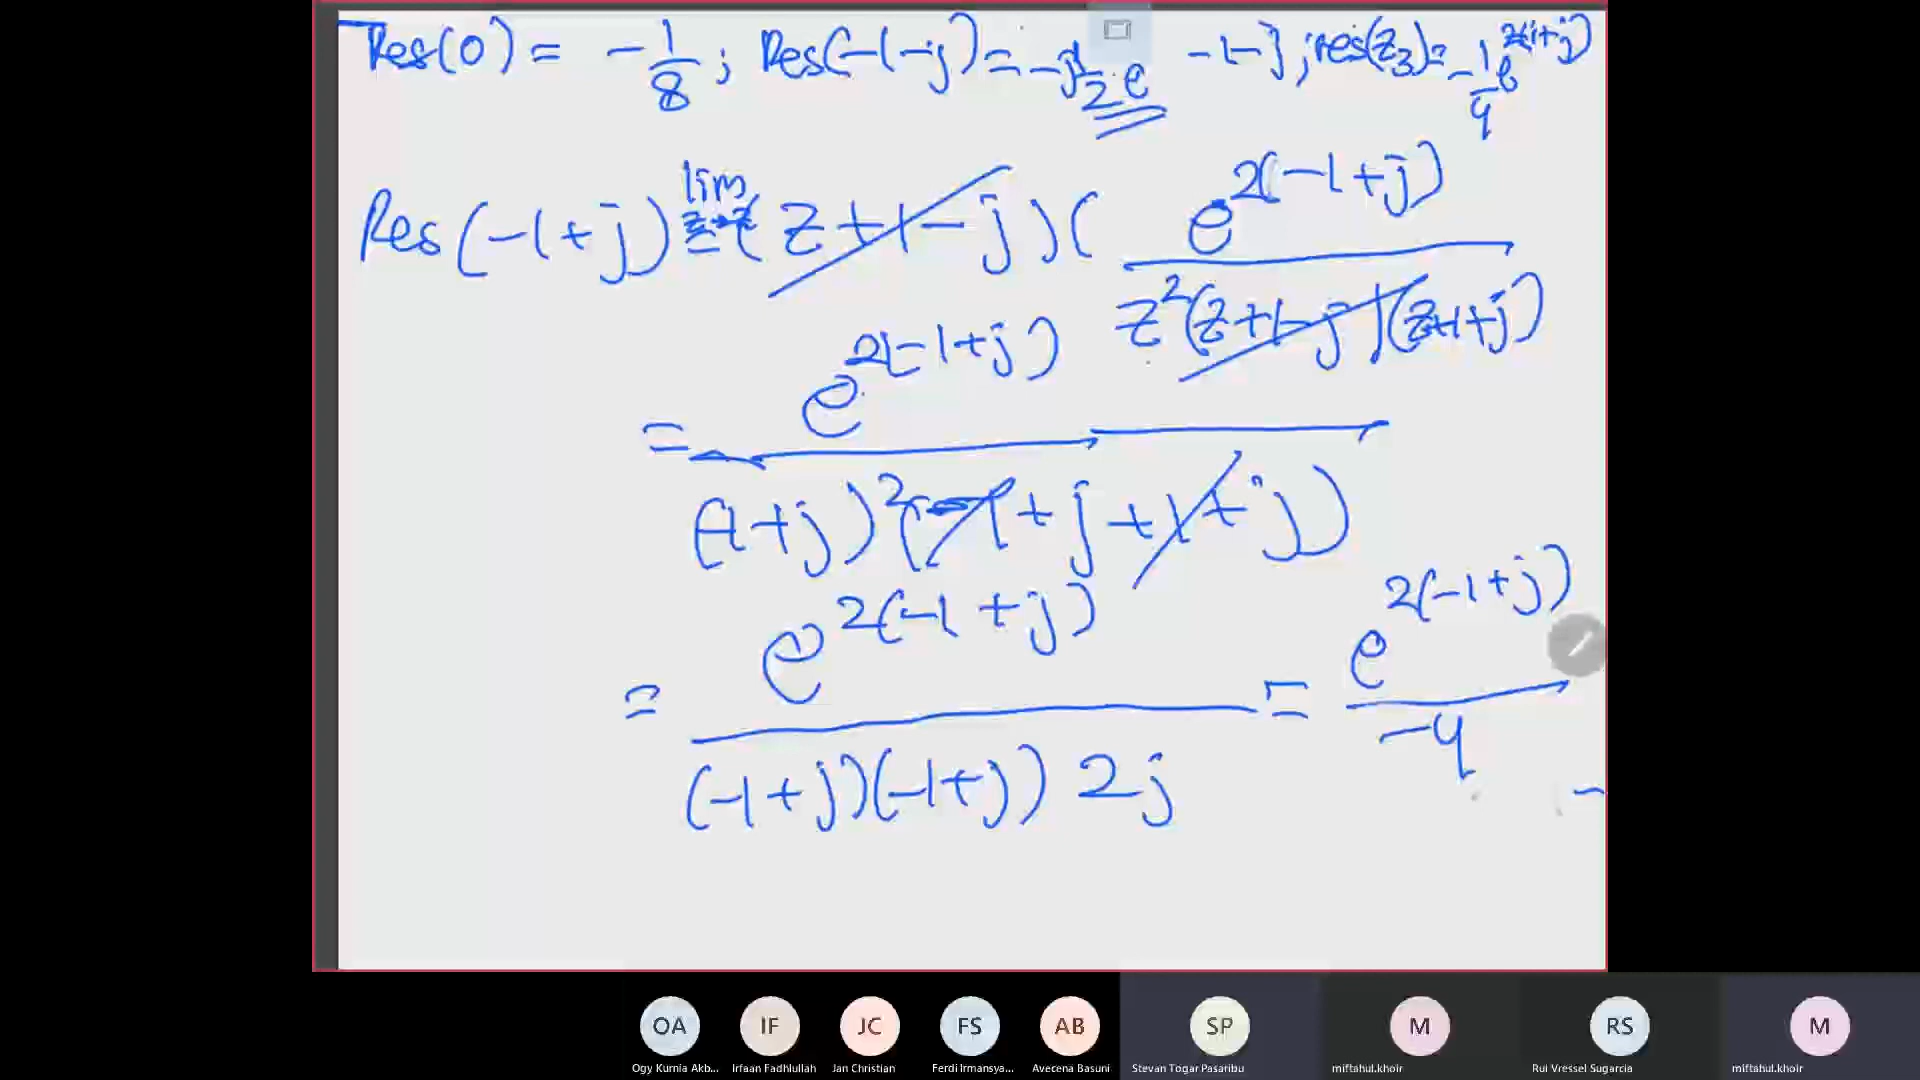 Res(0) = -1/8 ; Res(-1-j) = -j 1/2 e -1-j ; res(z₃) = -1/4 e^2(1+j)
Res(-1+j) = lim (z+1-j) ( e^2(-1+j) / z²(z+1-j)(z+1+j)
= e^2(-1+j) / (-1+j)²(-1+j+1+j)
= e^2(-1+j) / (-1+j)(-1+j) 2j = e^2(-1+j) / -4
OA IF JC FS AB SP M RS M
Ogy Kurnia Akb... Irfaan Fadhlullah Jan Christian Ferdi Irmansya... Avecena Basuni Stevan Togar Pasaribu miftahul.khoir Rui Vressel Sugarcia miftahul.khoir